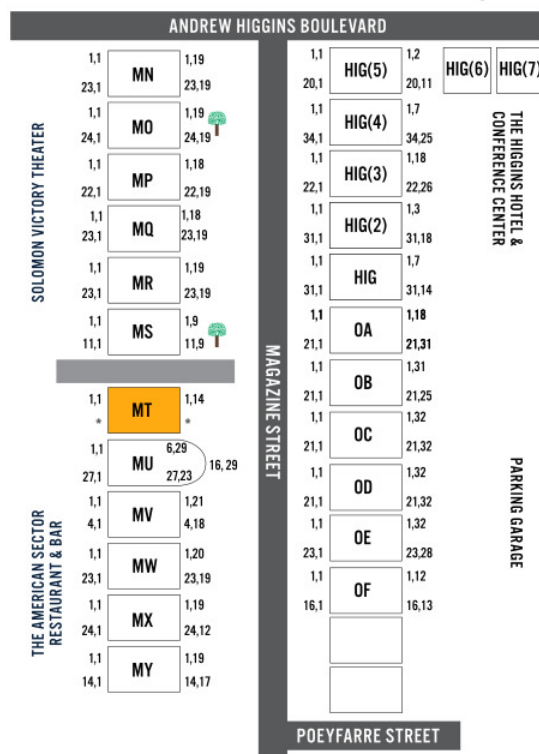 ANDREW HIGGINS BOULEVARD
SOLOMON VICTORY THEATER
1,1 MN 1,19
23,1 23,19
1,1 MO 1,19
24,1 24,19
1,1 MP 1,18
22,1 22,19
1,1 MQ 1,18
23,1 23,19
1,1 MR 1,19
23,1 23,19
1,1 MS 1,9
11,1 11,9
THE AMERICAN SECTOR
RESTAURANT & BAR
1,1 MT 1,14
* *
1,1 MU 6,29
16, 29
27,1 27,23
1,1 MV 1,21
4,1 4,18
1,1 MW 1,20
23,1 23,19
1,1 MX 1,19
24,1 24,12
1,1 MY 1,19
14,1 14,17
MAGAZINE STREET
1,1 HIG(5) 1,2
20,1 20,11
HIG(6) HIG(7)
1,1 HIG(4) 1,7
34,1 34,25
1,1 HIG(3) 1,18
22,1 22,26
1,1 HIG(2) 1,3
31,1 31,18
1,1 HIG 1,7
31,1 31,14
1,1 OA 1,18
21,1 21,31
1,1 OB 1,31
21,1 21,25
1,1 OC 1,32
21,1 21,32
1,1 OD 1,32
21,1 21,32
1,1 OE 1,32
23,1 23,28
1,1 OF 1,12
16,1 16,13
THE HIGGINS HOTEL &
CONFERENCE CENTER
PARKING GARAGE
POEYFARRE STREET